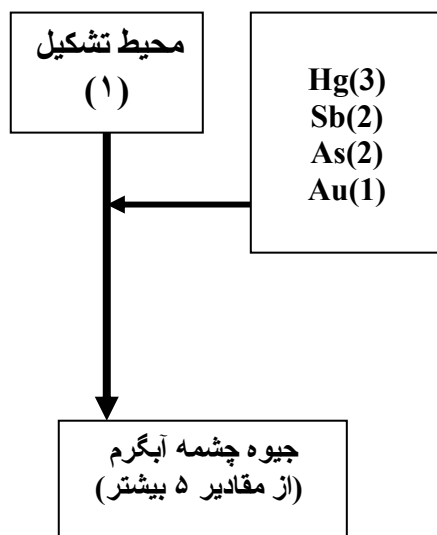 محیط تشکیل
(۱)
Hg(3)
Sb(2)
As(2)
Au(1)
جیوه چشمه آبگرم
(از مقادیر ۵ بیشتر)